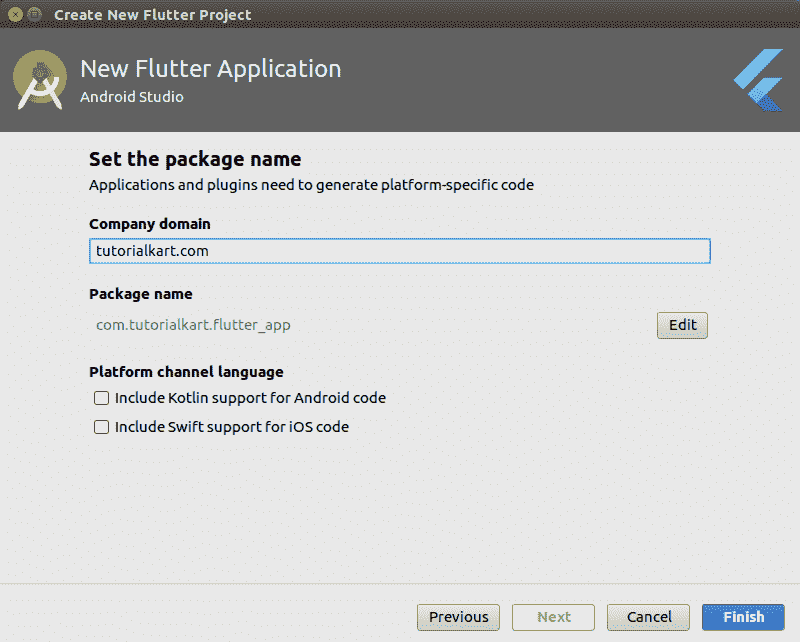 Create New Flutter Project
New Flutter Application
Android Studio
Set the package name
Applications and plugins need to generate platform-specific code
Company domain
tutorialkart.com
Package name
com.tutorialkart.flutter_app
Edit
Platform channel language
Include Kotlin support for Android code
Include Swift support for iOS code
Previous
Next
Cancel
Finish